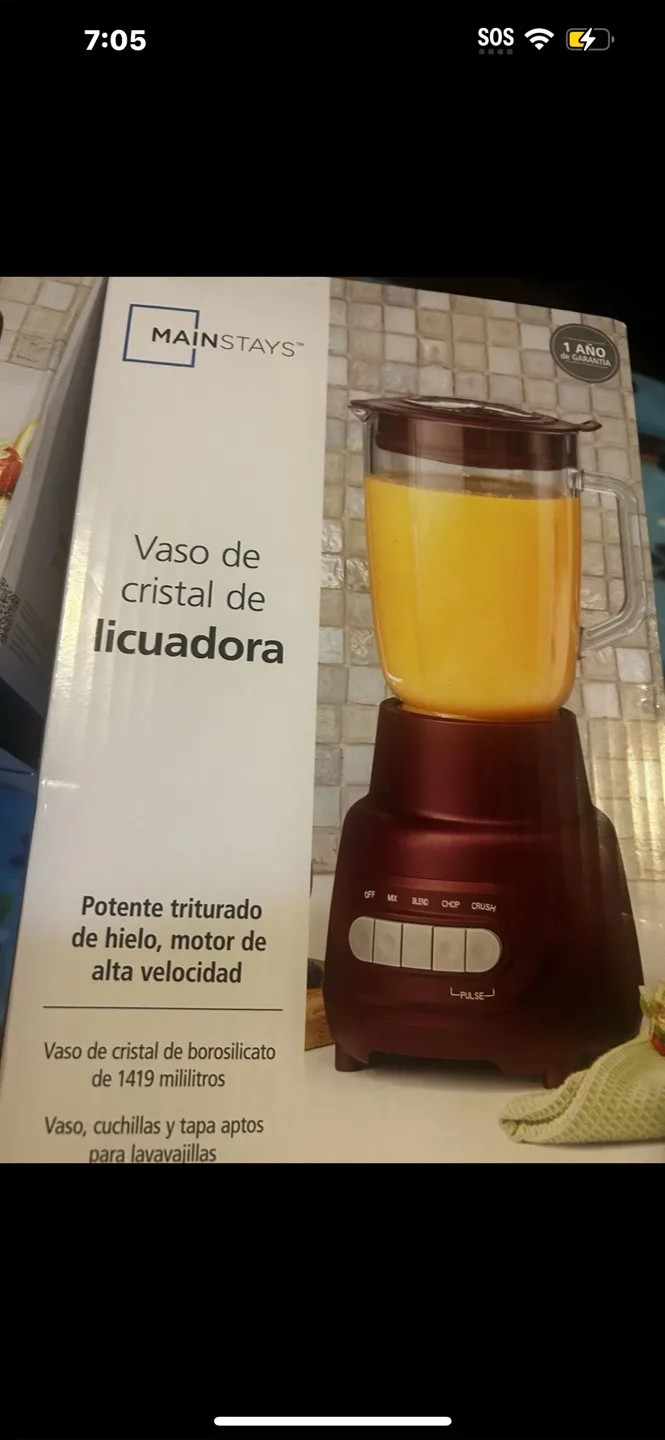 7:05
SOS
MAINSTAYS™
1 AÑO
de GARANTÍA
Vaso de
cristal de
licuadora
Potente triturado
de hielo, motor de
alta velocidad
Vaso de cristal de borosilicato
de 1419 mililitros
Vaso, cuchillas y tapa aptos
para lavavajillas
OFF MIX BLEND CHOP CRUSH
PULSE